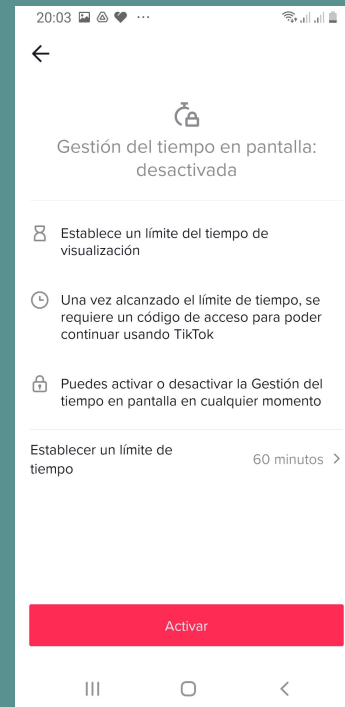 20:03
Gestión del tiempo en pantalla:
desactivada
Establece un límite del tiempo de
visualización
Una vez alcanzado el límite de tiempo, se
requiere un código de acceso para poder
continuar usando TikTok
Puedes activar o desactivar la Gestión del
tiempo en pantalla en cualquier momento
Establecer un límite de
tiempo
60 minutos
Activar